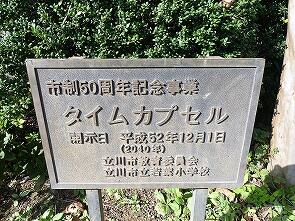 市制50周年記念事業
タイムカプセル
開示日 平成52年12月1日
(2040年)
立川市教育委員会
立川市立若葉小学校